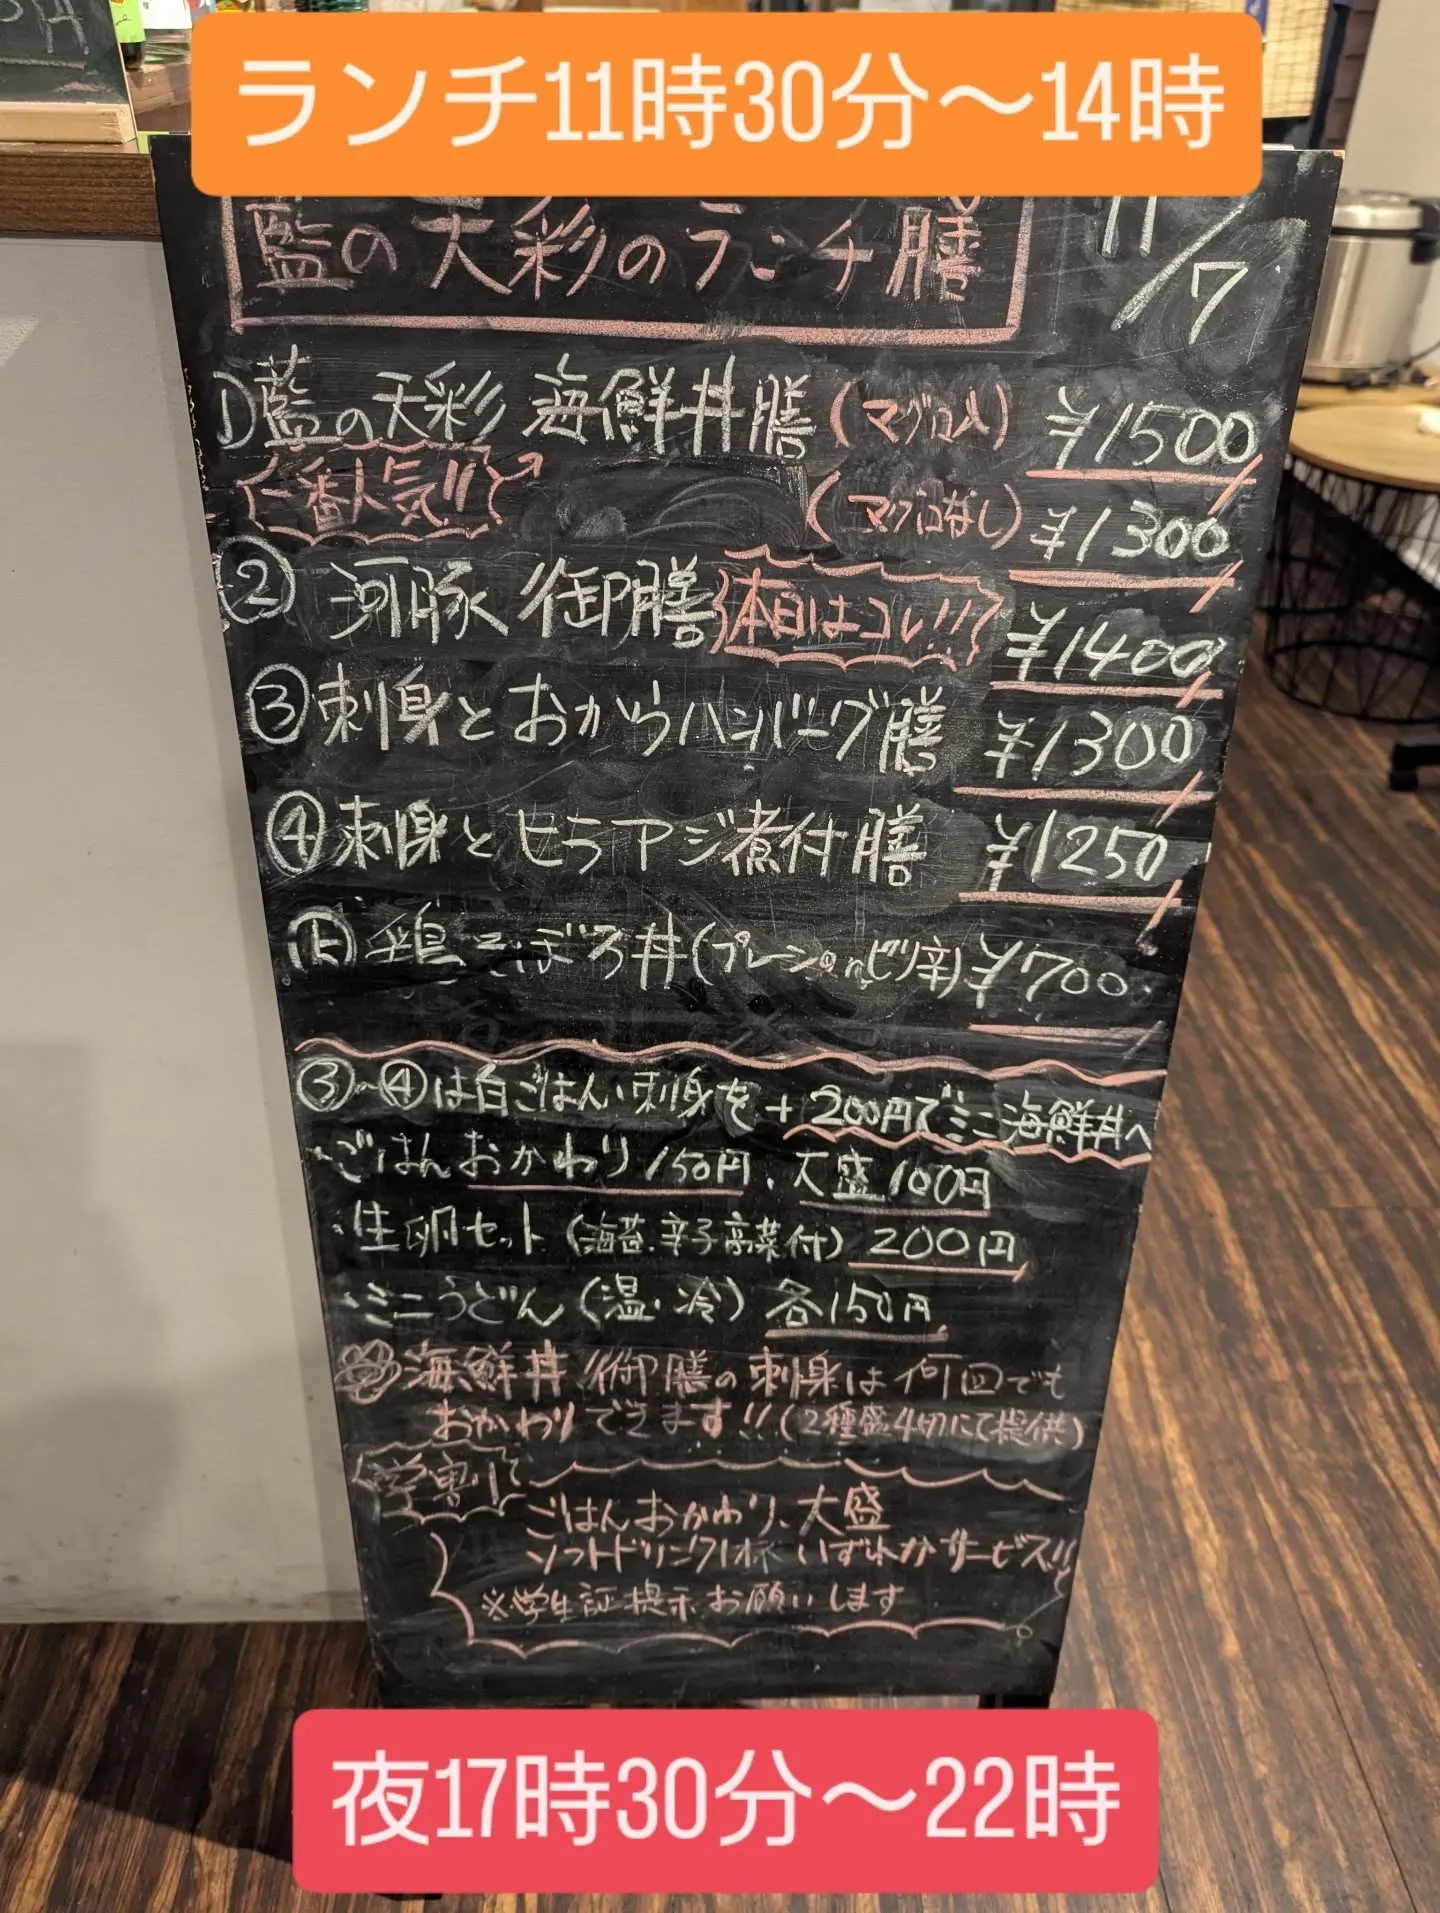 ランチ11時30分〜14時
藍の天彩のランチ膳
11/7
①藍の天彩 海鮮丼膳 (マグロ入) ¥1500
一番人気!! (マグロなし) ¥1300
② 河豚御膳 本日はコレ!! ¥1400
③刺身とおからハンバーグ膳 ¥1300
④刺身とヒラアジ煮付膳 ¥1250
鶏そぼろ丼(プレーンorピリ辛) ¥700
③〜④は白ごはん、刺身を+200円でミニ海鮮丼へ
・ごはんおかわり150円、大盛100円
・生卵セット(海苔、辛子高菜付) 200円
・ミニうどん(温・冷) 各150円
海鮮丼 御膳の刺身は何回でも
おかわりできます!!(2種盛4切にて提供)
学割
ごはんおかわり、大盛
ソフトドリンク1杯 いずれかサービス!!
※学生証提示お願いします
夜17時30分〜22時